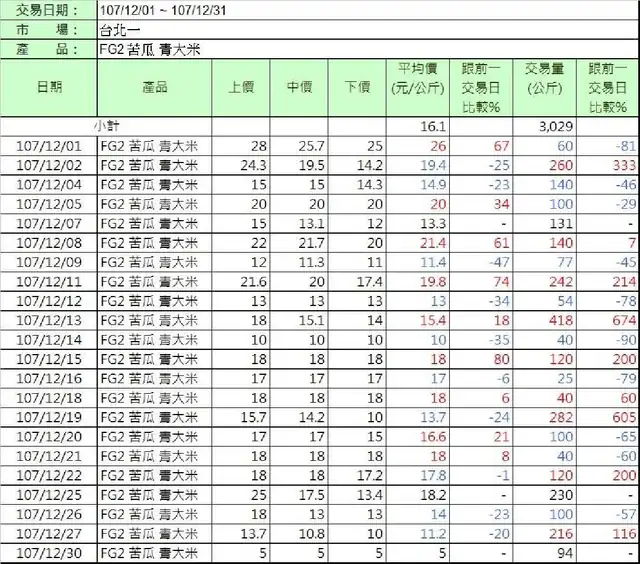 交易日期： 107/12/01 ~ 107/12/31
市 場： 台北一
產 品： FG2 苦瓜 青大米
日期 產品 上價 中價 下價 平均價(元/公斤) 跟前一交易日比較% 交易量(公斤) 跟前一交易日比較%
小計 16.1 3,029
107/12/01 FG2 苦瓜 青大米 28 25.7 25 26 67 60 -81
107/12/02 FG2 苦瓜 青大米 24.3 19.5 14.2 19.4 -25 260 333
107/12/04 FG2 苦瓜 青大米 15 15 14.3 14.9 -23 140 -46
107/12/05 FG2 苦瓜 青大米 20 20 20 20 34 100 -29
107/12/07 FG2 苦瓜 青大米 15 13.1 12 13.3 - 131 -
107/12/08 FG2 苦瓜 青大米 22 21.7 20 21.4 61 140 7
107/12/09 FG2 苦瓜 青大米 12 11.3 11 11.4 -47 77 -45
107/12/11 FG2 苦瓜 青大米 21.6 20 17.4 19.8 74 242 214
107/12/12 FG2 苦瓜 青大米 13 13 13 13 -34 54 -78
107/12/13 FG2 苦瓜 青大米 18 15.1 14 15.4 18 418 674
107/12/14 FG2 苦瓜 青大米 10 10 10 10 -35 40 -90
107/12/15 FG2 苦瓜 青大米 18 18 18 18 80 120 200
107/12/16 FG2 苦瓜 青大米 17 17 17 17 -6 25 -79
107/12/18 FG2 苦瓜 青大米 18 18 18 18 6 40 60
107/12/19 FG2 苦瓜 青大米 15.7 14.2 10 13.7 -24 282 605
107/12/20 FG2 苦瓜 青大米 17 17 15 16.6 21 100 -65
107/12/21 FG2 苦瓜 青大米 18 18 18 18 8 40 -60
107/12/22 FG2 苦瓜 青大米 18 18 17.2 17.8 -1 120 200
107/12/25 FG2 苦瓜 青大米 25 17.5 13.4 18.2 - 230 -
107/12/26 FG2 苦瓜 青大米 18 13 13 14 -23 100 -57
107/12/27 FG2 苦瓜 青大米 13.7 10.8 10 11.2 -20 216 116
107/12/30 FG2 苦瓜 青大米 5 5 5 5 - 94 -